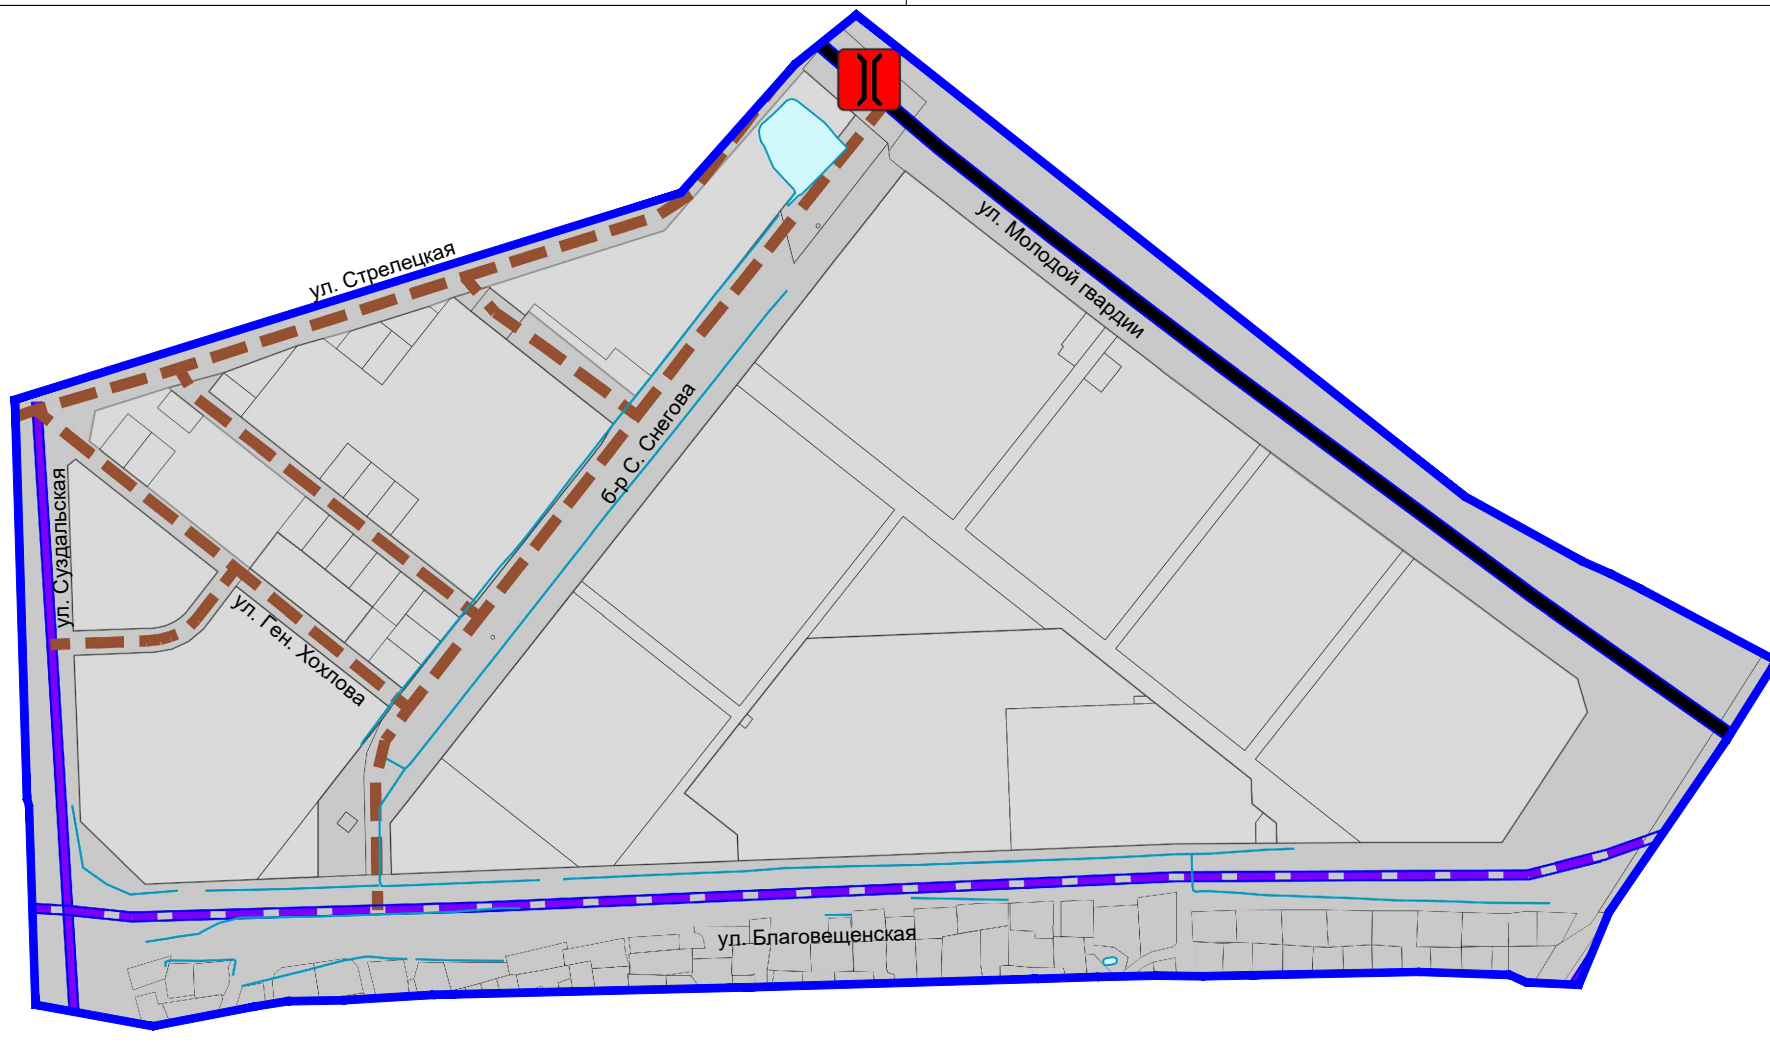 ул. Стрелецкая
ул. Молодой гвардии
б-р С. Снегова
ул. Суздальская
ул. Ген. Хохлова
ул. Благовещенская